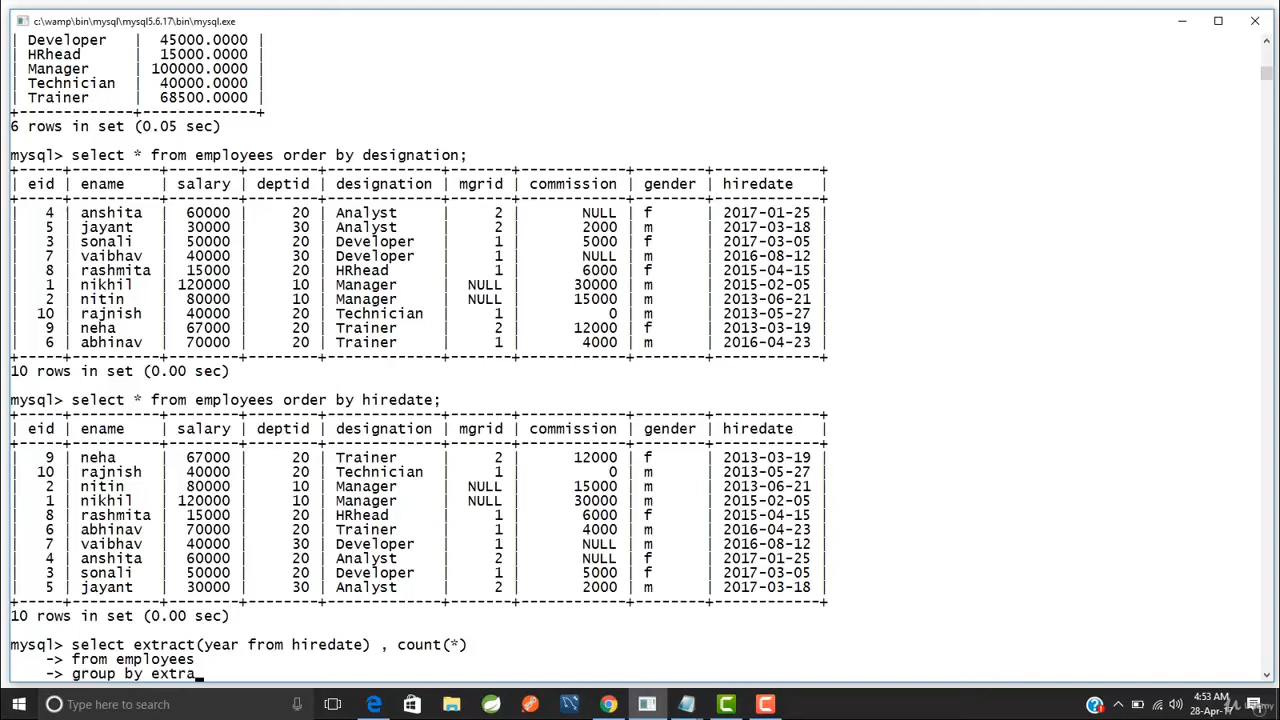 c:\wamp\bin\mysql\mysql5.6.17\bin\mysql.exe
| Developer   |  45000.0000 |
| HRhead      |  15000.0000 |
| Manager     | 100000.0000 |
| Technician  |  40000.0000 |
| Trainer     |  68500.0000 |
+-------------+-------------+
6 rows in set (0.05 sec)
mysql> select * from employees order by designation;
+-----+----------+--------+--------+-------------+-------+------------+--------+------------+
| eid | ename    | salary | deptid | designation | mgrid | commission | gender | hiredate   |
+-----+----------+--------+--------+-------------+-------+------------+--------+------------+
|   4 | anshita  |  60000 |     20 | Analyst     |     2 |       NULL | f      | 2017-01-25 |
|   5 | jayant   |  30000 |     30 | Analyst     |     2 |       2000 | m      | 2017-03-18 |
|   3 | sonali   |  50000 |     20 | Developer   |     1 |       5000 | f      | 2017-03-05 |
|   7 | vaibhav  |  40000 |     30 | Developer   |     1 |       NULL | m      | 2016-08-12 |
|   8 | rashmita |  15000 |     20 | HRhead      |     1 |       6000 | f      | 2015-04-15 |
|   1 | nikhil   | 120000 |     10 | Manager     |  NULL |      30000 | m      | 2015-02-05 |
|   2 | nitin    |  80000 |     10 | Manager     |  NULL |      15000 | m      | 2013-06-21 |
|  10 | rajnish  |  40000 |     20 | Technician  |     1 |          0 | m      | 2013-05-27 |
|   9 | neha     |  67000 |     20 | Trainer     |     2 |      12000 | f      | 2013-03-19 |
|   6 | abhinav  |  70000 |     20 | Trainer     |     1 |       4000 | m      | 2016-04-23 |
+-----+----------+--------+--------+-------------+-------+------------+--------+------------+
10 rows in set (0.00 sec)
mysql> select * from employees order by hiredate;
+-----+----------+--------+--------+-------------+-------+------------+--------+------------+
| eid | ename    | salary | deptid | designation | mgrid | commission | gender | hiredate   |
+-----+----------+--------+--------+-------------+-------+------------+--------+------------+
|   9 | neha     |  67000 |     20 | Trainer     |     2 |      12000 | f      | 2013-03-19 |
|  10 | rajnish  |  40000 |     20 | Technician  |     1 |          0 | m      | 2013-05-27 |
|   2 | nitin    |  80000 |     10 | Manager     |  NULL |      15000 | m      | 2013-06-21 |
|   1 | nikhil   | 120000 |     10 | Manager     |  NULL |      30000 | m      | 2015-02-05 |
|   8 | rashmita |  15000 |     20 | HRhead      |     1 |       6000 | f      | 2015-04-15 |
|   6 | abhinav  |  70000 |     20 | Trainer     |     1 |       4000 | m      | 2016-04-23 |
|   7 | vaibhav  |  40000 |     30 | Developer   |     1 |       NULL | m      | 2016-08-12 |
|   4 | anshita  |  60000 |     20 | Analyst     |     2 |       NULL | f      | 2017-01-25 |
|   3 | sonali   |  50000 |     20 | Developer   |     1 |       5000 | f      | 2017-03-05 |
|   5 | jayant   |  30000 |     30 | Analyst     |     2 |       2000 | m      | 2017-03-18 |
+-----+----------+--------+--------+-------------+-------+------------+--------+------------+
10 rows in set (0.00 sec)
mysql> select extract(year from hiredate) , count(*)
    -> from employees
    -> group by extra_
Type here to search
4:53 AM
28-Apr-
Udemy